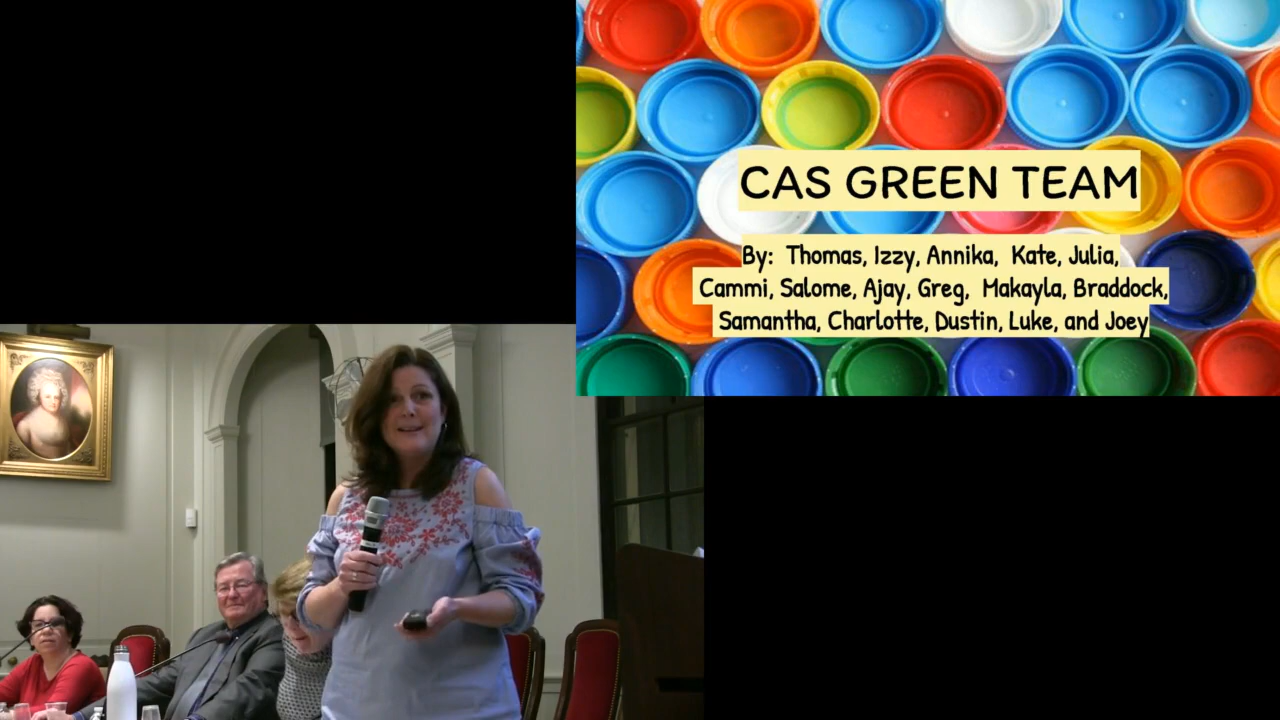 CAS GREEN TEAM
By: Thomas, Izzy, Annika, Kate, Julia,
Cammi, Salome, Ajay, Greg, Makayla, Braddock,
Samantha, Charlotte, Dustin, Luke, and Joey